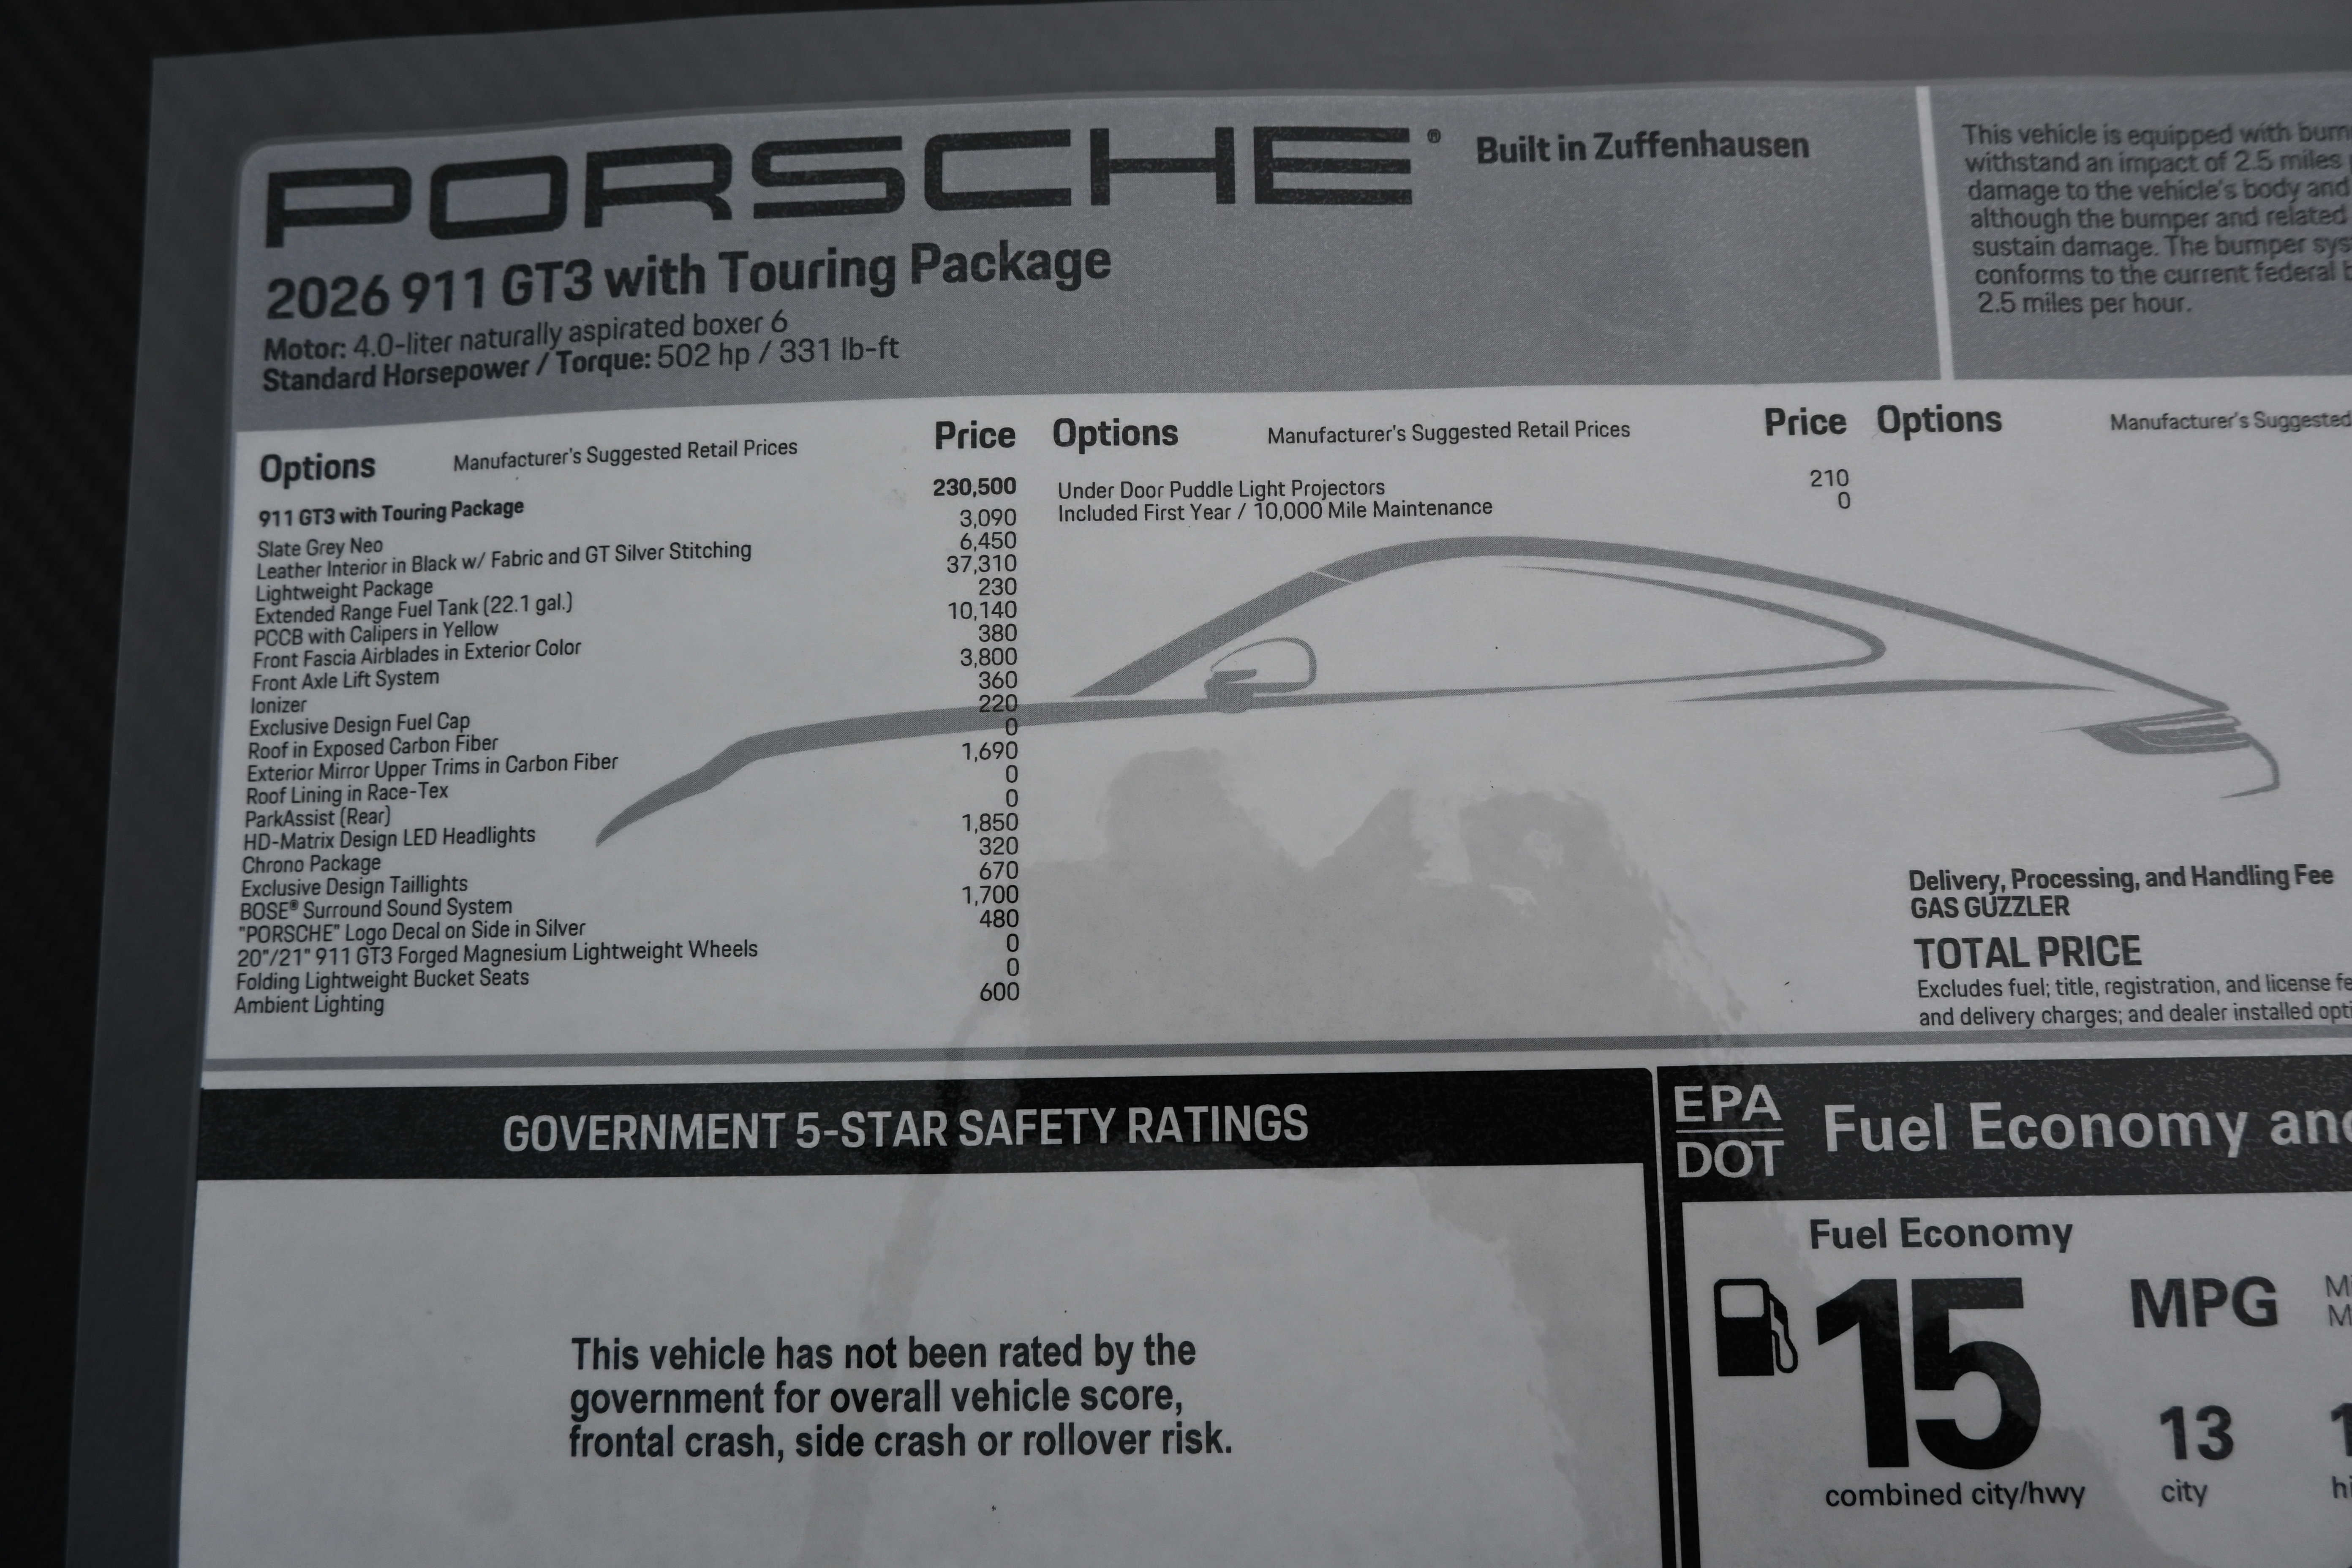 PORSCHE® Built in Zuffenhausen
2026 911 GT3 with Touring Package
Motor: 4.0-liter naturally aspirated boxer 6
Standard Horsepower / Torque: 502 hp / 331 lb-ft
This vehicle is equipped with
withstand an impact of 2.5 miles
damage to the vehicle's body and
although the bumper and related
sustain damage. The bumper
conforms to the current federal
2.5 miles per hour.
Options Manufacturer's Suggested Retail Prices Price
911 GT3 with Touring Package 230,500
Slate Grey Neo 3,090
Leather Interior in Black w/ Fabric and GT Silver Stitching 6,450
Lightweight Package 37,310
Extended Range Fuel Tank (22.1 gal.) 230
PCCB with Calipers in Yellow 10,140
Front Fascia Airblades in Exterior Color 380
Front Axle Lift System 3,800
Ionizer 360
Exclusive Design Fuel Cap 220
Roof in Exposed Carbon Fiber 0
Exterior Mirror Upper Trims in Carbon Fiber 1,690
Roof Lining in Race-Tex 0
ParkAssist (Rear) 0
HD-Matrix Design LED Headlights 1,850
Chrono Package 320
Exclusive Design Taillights 670
BOSE® Surround Sound System 1,700
"PORSCHE" Logo Decal on Side in Silver 480
20"/21" 911 GT3 Forged Magnesium Lightweight Wheels 0
Folding Lightweight Bucket Seats 0
Ambient Lighting 600
Options Manufacturer's Suggested Retail Prices Price
Under Door Puddle Light Projectors 210
Included First Year / 10,000 Mile Maintenance 0
Options Manufacturer's Suggested
Delivery, Processing, and Handling Fee
GAS GUZZLER
TOTAL PRICE
Excludes fuel; title, registration, and license
and delivery charges; and dealer installed
GOVERNMENT 5-STAR SAFETY RATINGS
This vehicle has not been rated by the
government for overall vehicle score,
frontal crash, side crash or rollover risk.
EPA
DOT
Fuel Economy
Fuel Economy
15 MPG
combined city/hwy
13
city